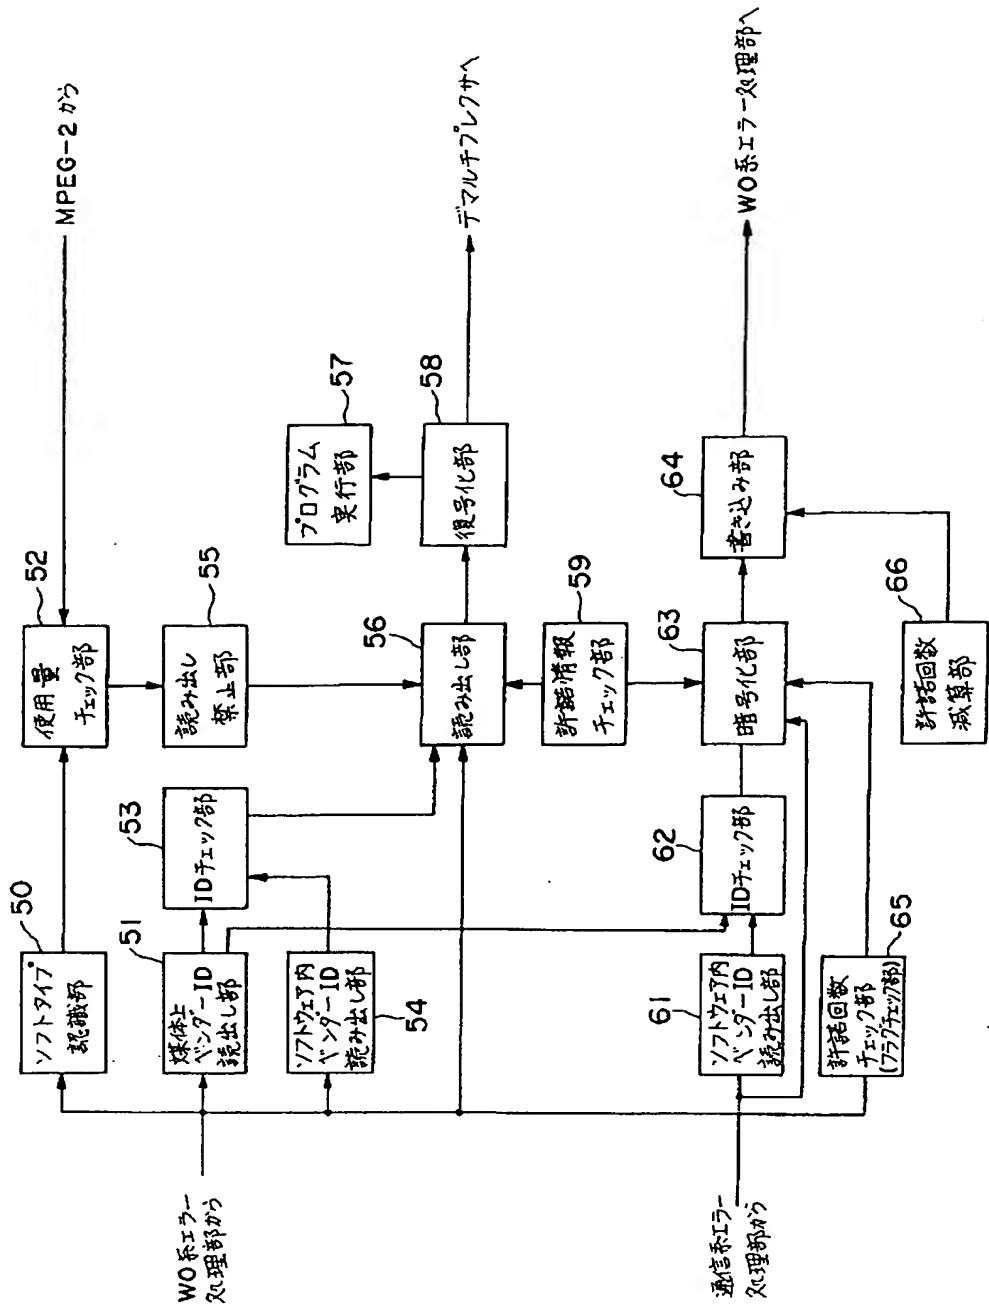 WO系エラー
処理部から
50
ソフトタイプ
認識部
52
使用量
チェック部
MPEG-2から
51
媒体上
ベンダーID
読出し部
53
IDチェック部
55
読み出し
禁止部
ソフトウェア内
ベンダーID
読み出し部
54
56
読み出し部
57
プログラム
実行部
58
復号化部
デマルチプレクサへ
59
許諾情報
チェック部
通信系エラー
処理部から
61
ソフトウェア内
ベンダーID
読み出し部
62
IDチェック部
63
暗号化部
64
書き込み部
WO系エラー処理部へ
65
許諾回数
チェック部
(フラグチェック部)
66
許諾回数
減算部